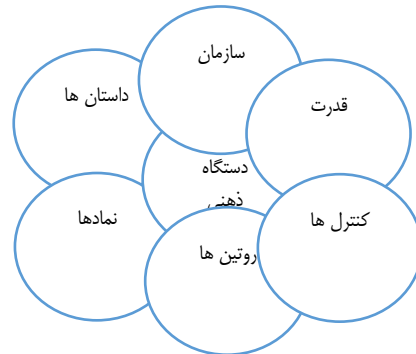 سازمان
داستان ها
قدرت
دستگاه
ذهنی
نمادها
کنترل ها
روتین ها